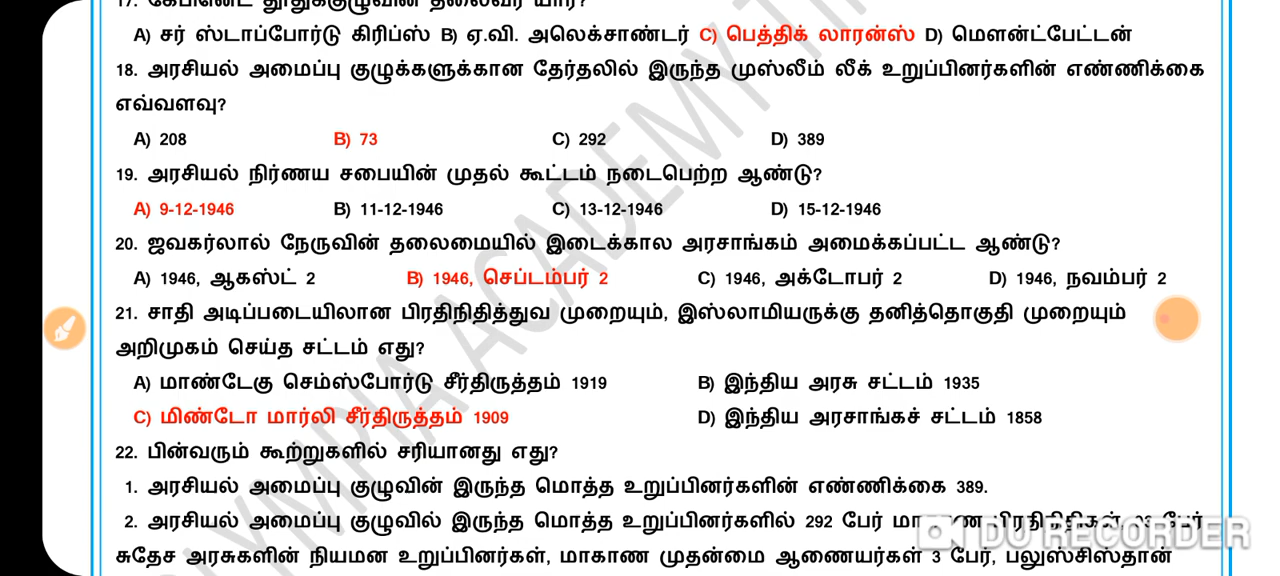 17. கேபினெட் தூதுக்குழுவின் தலைவர் யார்?
A) சர் ஸ்டாப்போர்டு கிரிப்ஸ் B) ஏ.வி. அலெக்சாண்டர் C) பெத்திக் லாரன்ஸ் D) மௌன்ட்பேட்டன்
18. அரசியல் அமைப்பு குழுக்களுக்கான தேர்தலில் இருந்த முஸ்லீம் லீக் உறுப்பினர்களின் எண்ணிக்கை
எவ்வளவு?
A) 208 B) 73 C) 292 D) 389
19. அரசியல் நிர்ணய சபையின் முதல் கூட்டம் நடைபெற்ற ஆண்டு?
A) 9-12-1946 B) 11-12-1946 C) 13-12-1946 D) 15-12-1946
20. ஜவகர்லால் நேருவின் தலைமையில் இடைக்கால அரசாங்கம் அமைக்கப்பட்ட ஆண்டு?
A) 1946, ஆகஸ்ட் 2 B) 1946, செப்டம்பர் 2 C) 1946, அக்டோபர் 2 D) 1946, நவம்பர் 2
21. சாதி அடிப்படையிலான பிரதிநிதித்துவ முறையும், இஸ்லாமியருக்கு தனித்தொகுதி முறையும்
அறிமுகம் செய்த சட்டம் எது?
A) மாண்டேகு செம்ஸ்போர்டு சீர்திருத்தம் 1919 B) இந்திய அரசு சட்டம் 1935
C) மிண்டோ மார்லி சீர்திருத்தம் 1909 D) இந்திய அரசாங்கச் சட்டம் 1858
22. பின்வரும் கூற்றுகளில் சரியானது எது?
1. அரசியல் அமைப்பு குழுவின் இருந்த மொத்த உறுப்பினர்களின் எண்ணிக்கை 389.
2. அரசியல் அமைப்பு குழுவில் இருந்த மொத்த உறுப்பினர்களில் 292 பேர்
சுதேச அரசுகளின் நியமன உறுப்பினர்கள், மாகாண முதன்மை ஆணையர்கள் 3 பேர், பலுஸ்சிஸ்தான்
DU RECORDER